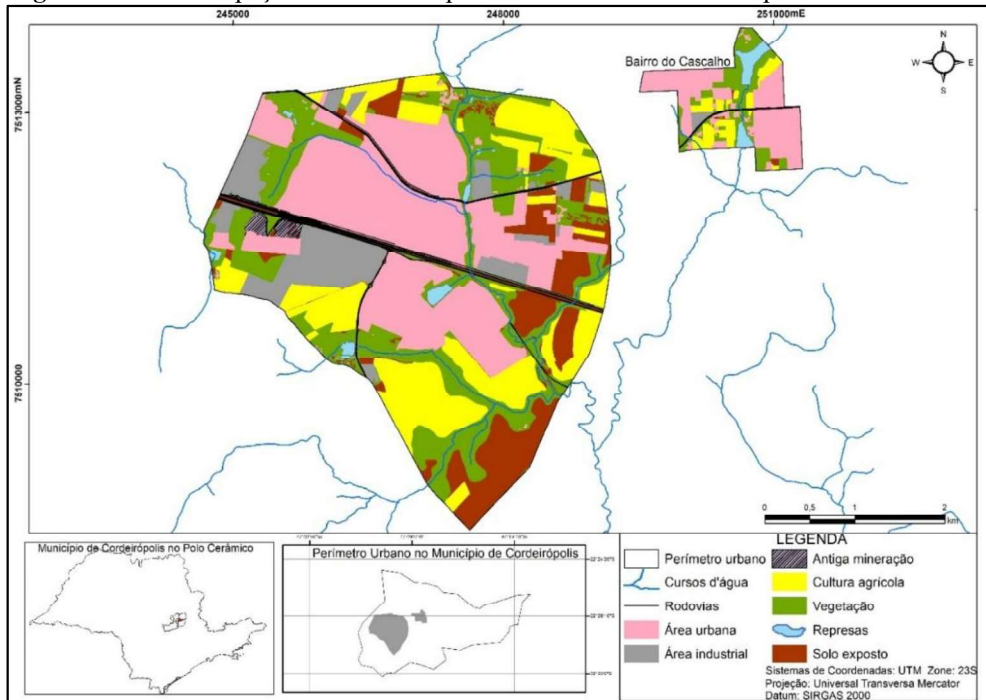 245000 248000 251000mE
Bairro do Cascalho
N
W E
S
7513000mN
7510000
0 0,5 1 2
km
Município de Cordeirópolis no Polo Cerâmico
Perímetro Urbano no Município de Cordeirópolis
LEGENDA
Perímetro urbano
Cursos d'água
Rodovias
Área urbana
Área industrial
Antiga mineração
Cultura agrícola
Vegetação
Represas
Solo exposto
Sistemas de Coordenadas: UTM Zone: 23S
Projeção: Universal Transversa Mercator
Datum: SIRGAS 2000